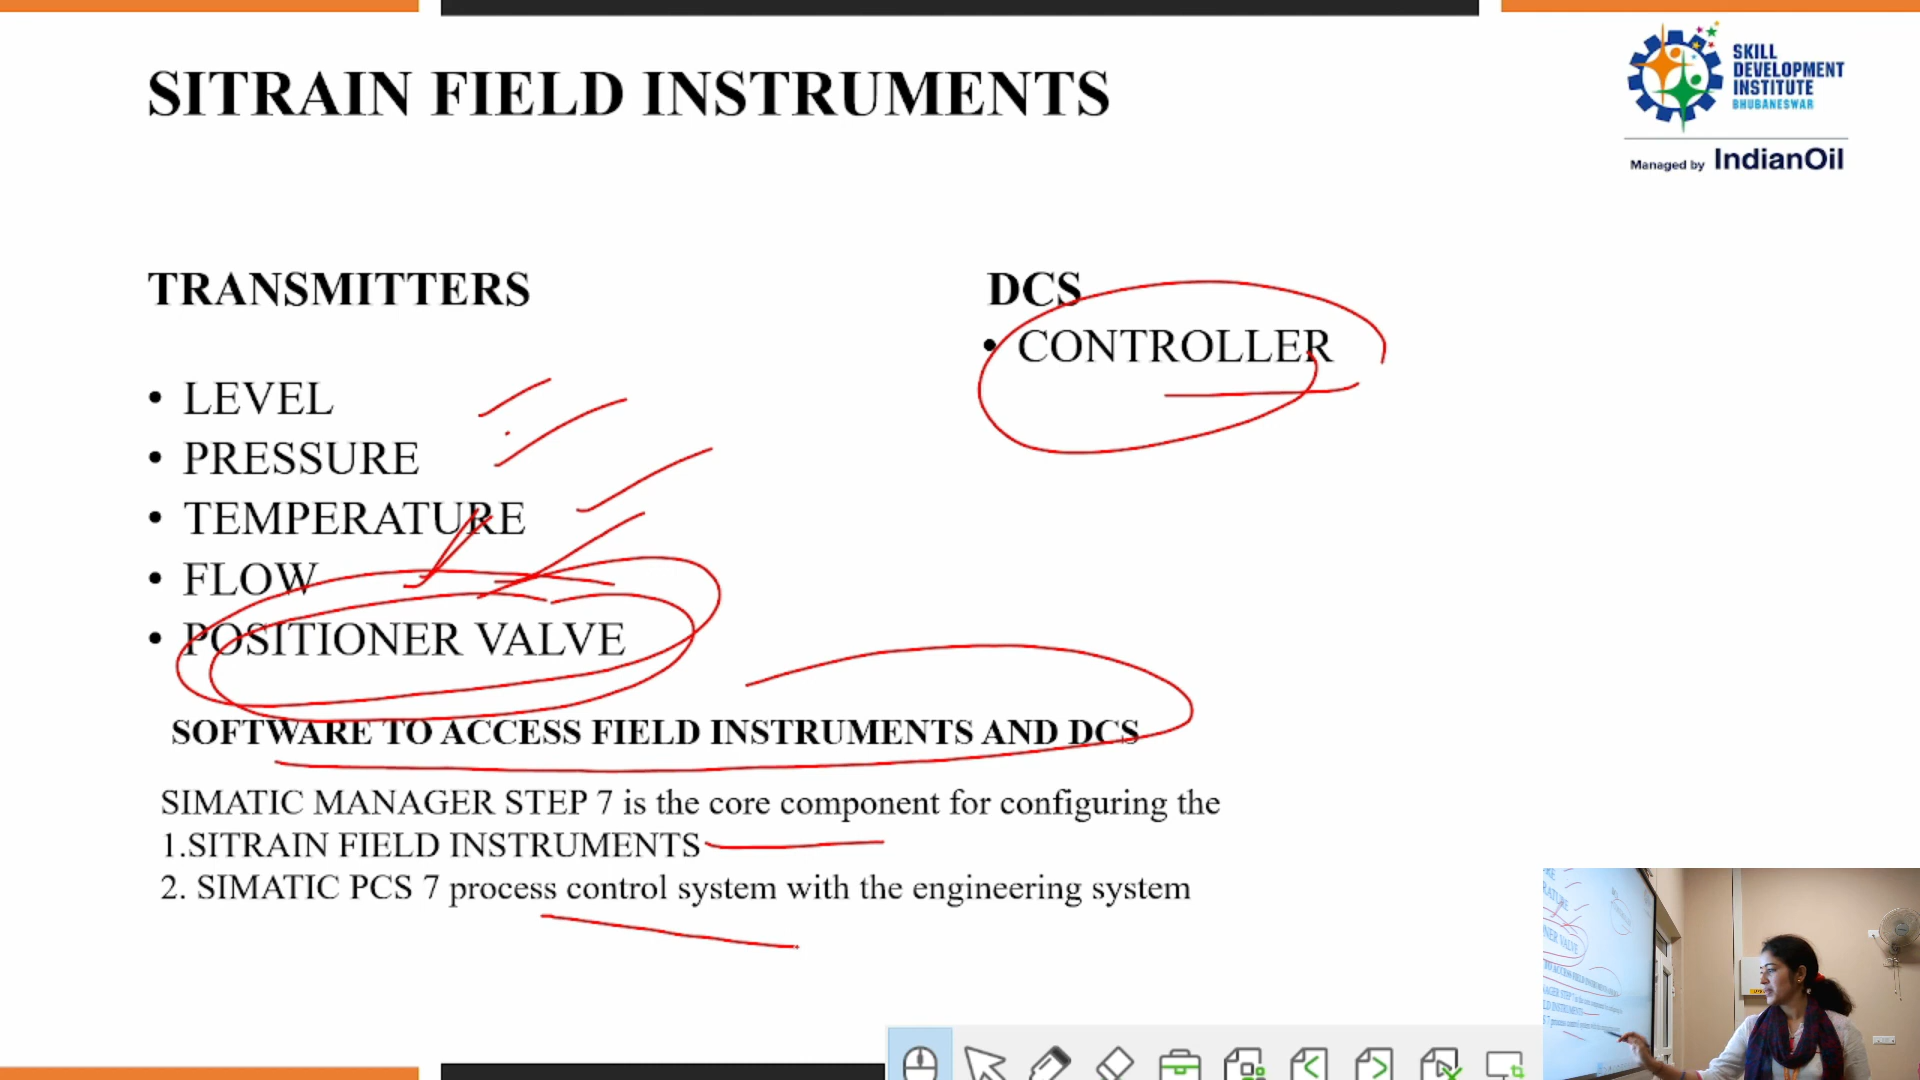 SITRAIN FIELD INSTRUMENTS
SKILL
DEVELOPMENT
INSTITUTE
BHUBANESWAR
Managed by IndianOil
TRANSMITTERS
• LEVEL
• PRESSURE
• TEMPERATURE
• FLOW
• POSITIONER VALVE
DCS
• CONTROLLER
SOFTWARE TO ACCESS FIELD INSTRUMENTS AND DCS
SIMATIC MANAGER STEP 7 is the core component for configuring the
1.SITRAIN FIELD INSTRUMENTS
2. SIMATIC PCS 7 process control system with the engineering system